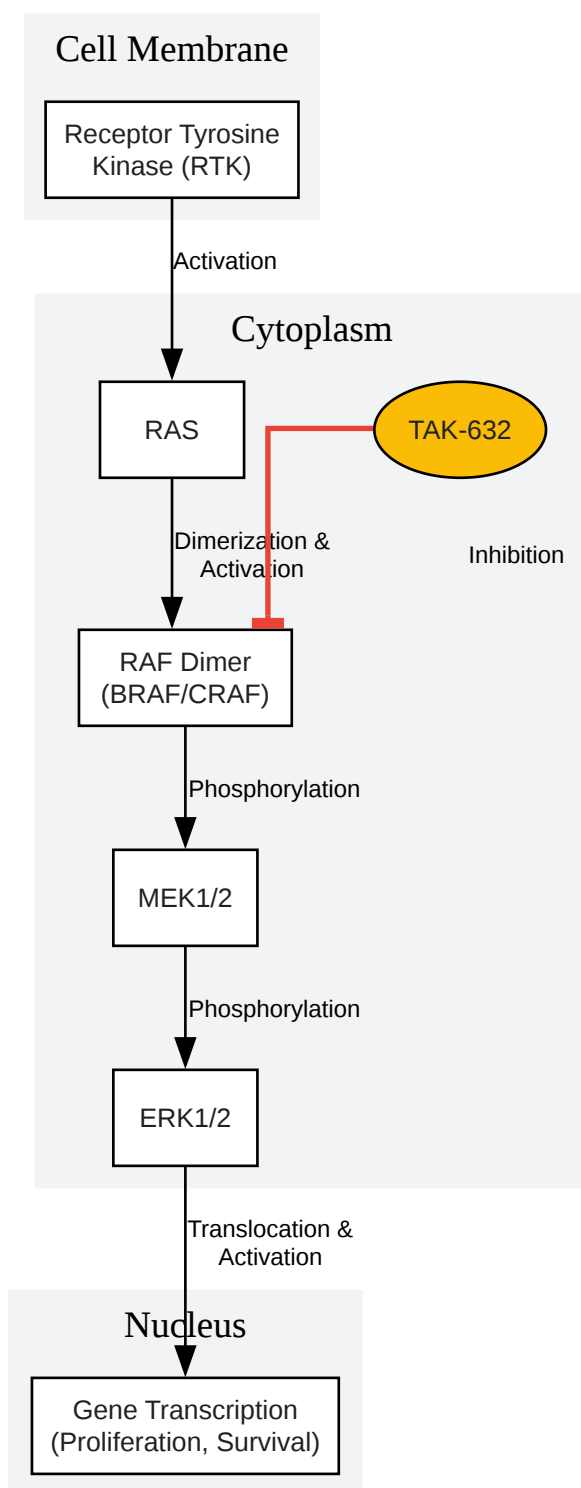 Cell Membrane
Receptor Tyrosine
Kinase (RTK)
Activation
Cytoplasm
RAS
TAK-632
Dimerization &
Activation
Inhibition
RAF Dimer
(BRAF/CRAF)
Phosphorylation
MEK1/2
Phosphorylation
ERK1/2
Translocation &
Activation
Nucleus
Gene Transcription
(Proliferation, Survival)